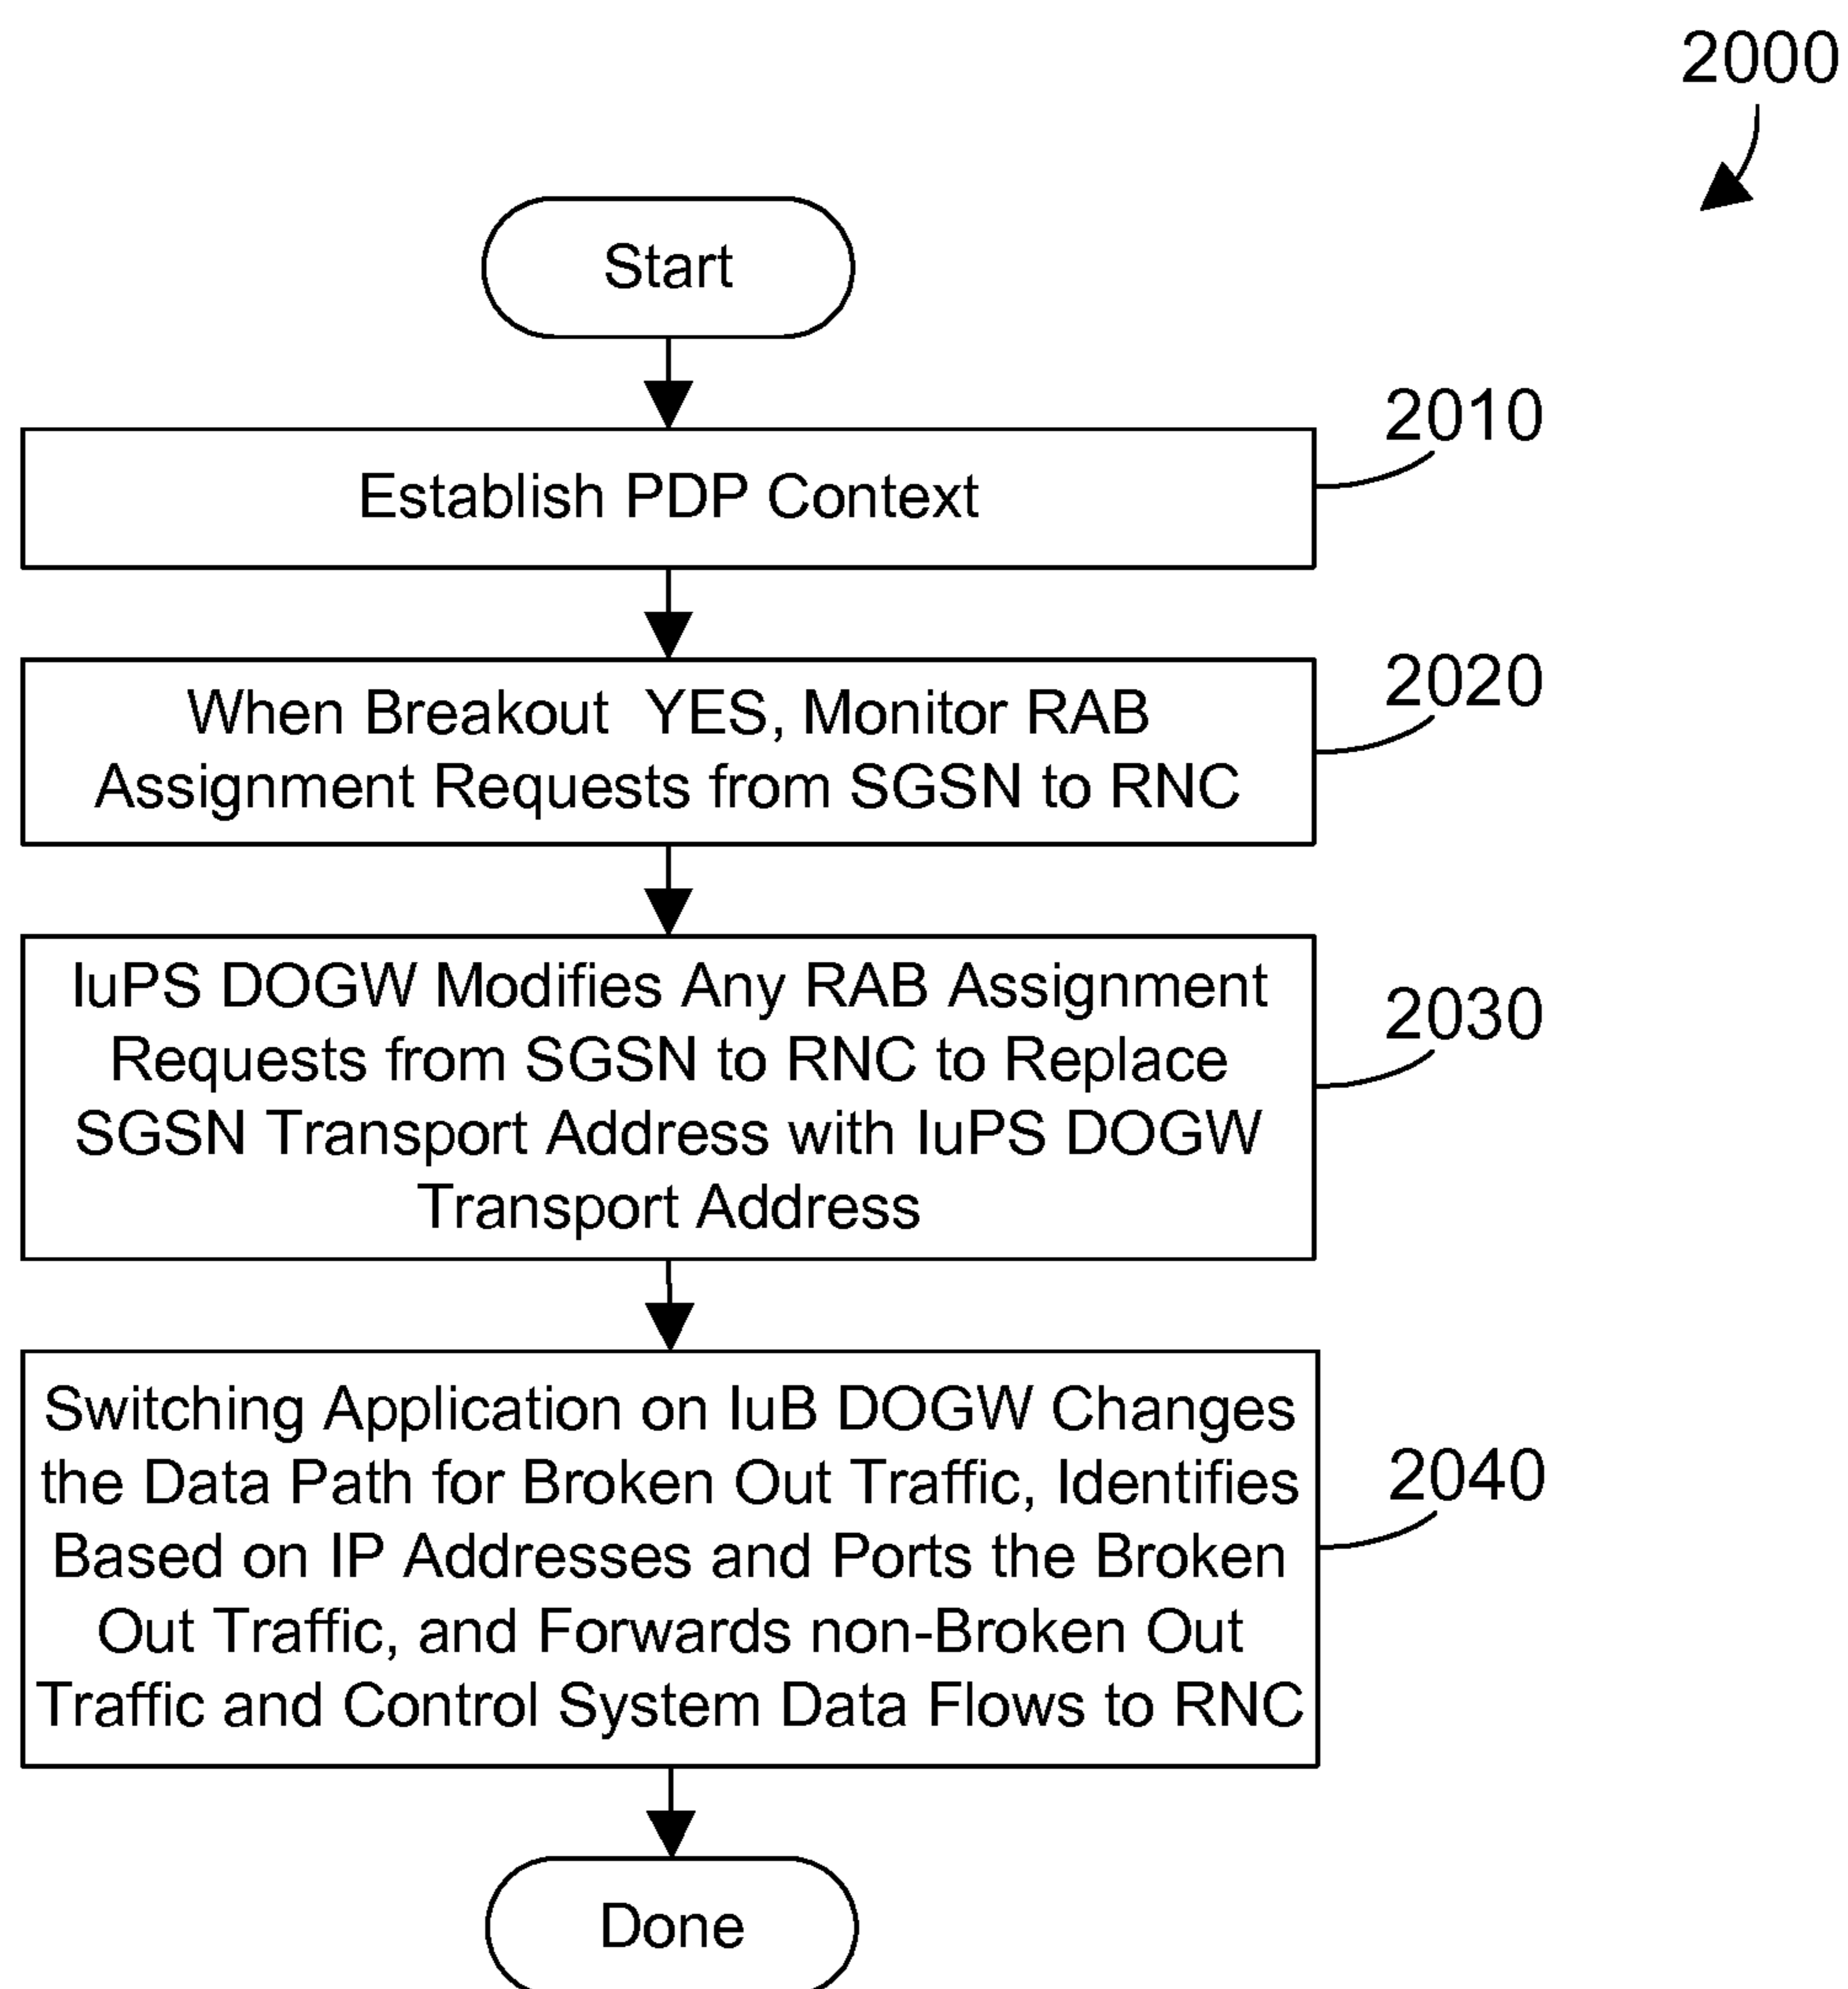 2000
Start
2010
Establish PDP Context
2020
When Breakout YES, Monitor RAB
Assignment Requests from SGSN to RNC
IuPS DOGW Modifies Any RAB Assignment
2030
Requests from SGSN to RNC to Replace
SGSN Transport Address with IuPS DOGW
Transport Address
Switching Application on IuB DOGW Changes
2040
the Data Path for Broken Out Traffic, Identifies
Based on IP Addresses and Ports the Broken
Out Traffic, and Forwards non-Broken Out
Traffic and Control System Data Flows to RNC
Done